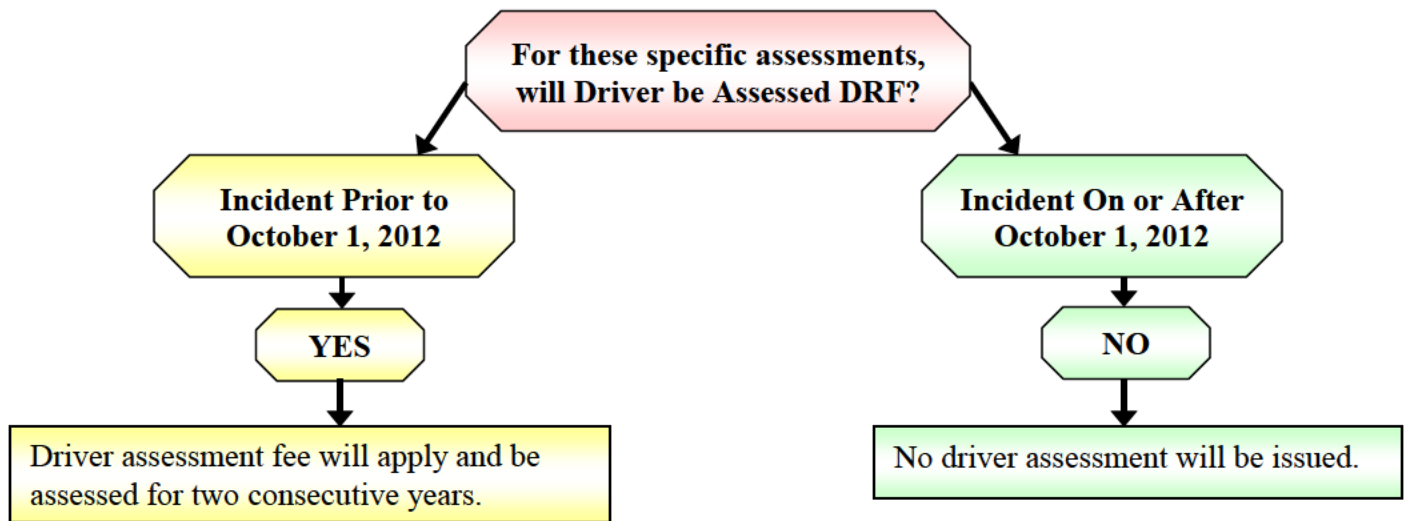 For these specific assessments,
will Driver be Assessed DRF?
Incident Prior to
October 1, 2012
YES
Driver assessment fee will apply and be
assessed for two consecutive years.
Incident On or After
October 1, 2012
NO
No driver assessment will be issued.